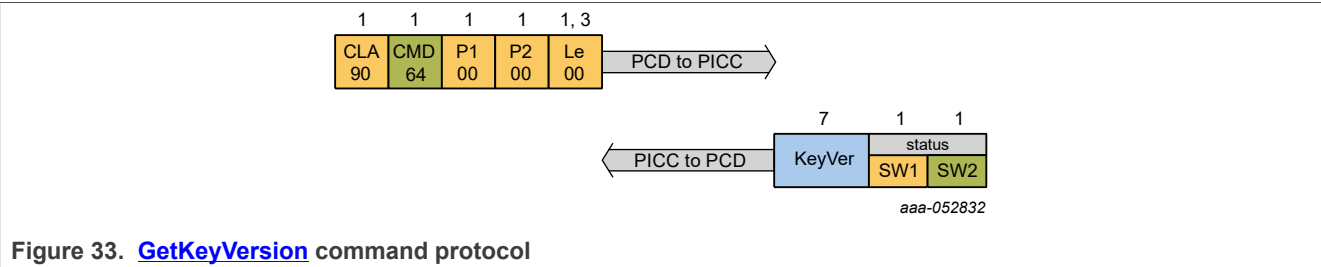 1 1 1 1 1, 3
CLA CMD P1 P2 Le
90 64 00 00 00
PCD to PICC
7 1 1
PICC to PCD
KeyVer
status
SW1 SW2
aaa-052832
Figure 33. GetKeyVersion command protocol